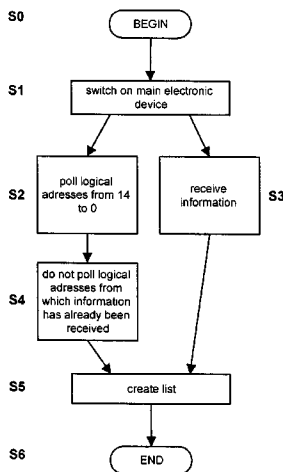 S0
BEGIN
S1
switch on main electronic
device
S2
poll logical
adresses from 14
to 0
receive
information
S3
S4
do not poll logical
adresses from
which information
has already been
received
S5
create list
S6
END